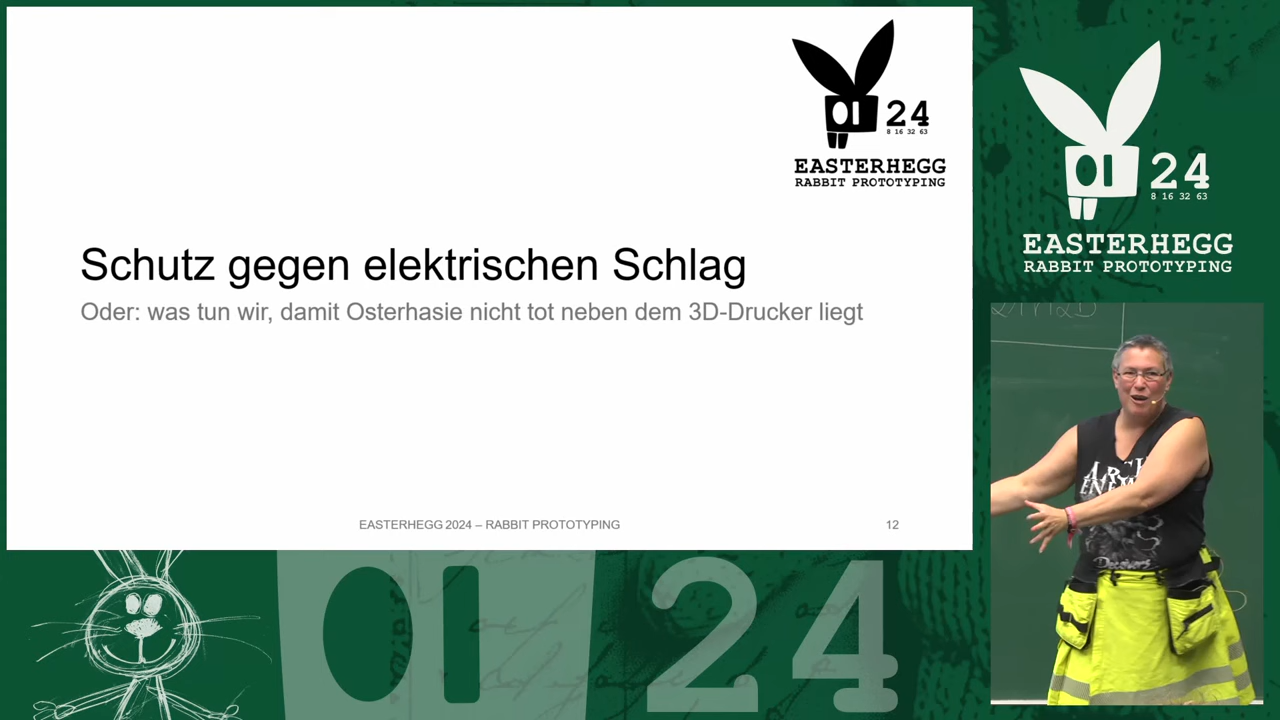 24
8 16 32 63
EASTERHEGG
RABBIT PROTOTYPING
Schutz gegen elektrischen Schlag
Oder: was tun wir, damit Osterhasie nicht tot neben dem 3D-Drucker liegt
EASTERHEGG 2024 – RABBIT PROTOTYPING
12
24
8 16 32 63
EASTERHEGG
RABBIT PROTOTYPING
ARCH
ENEMY
24